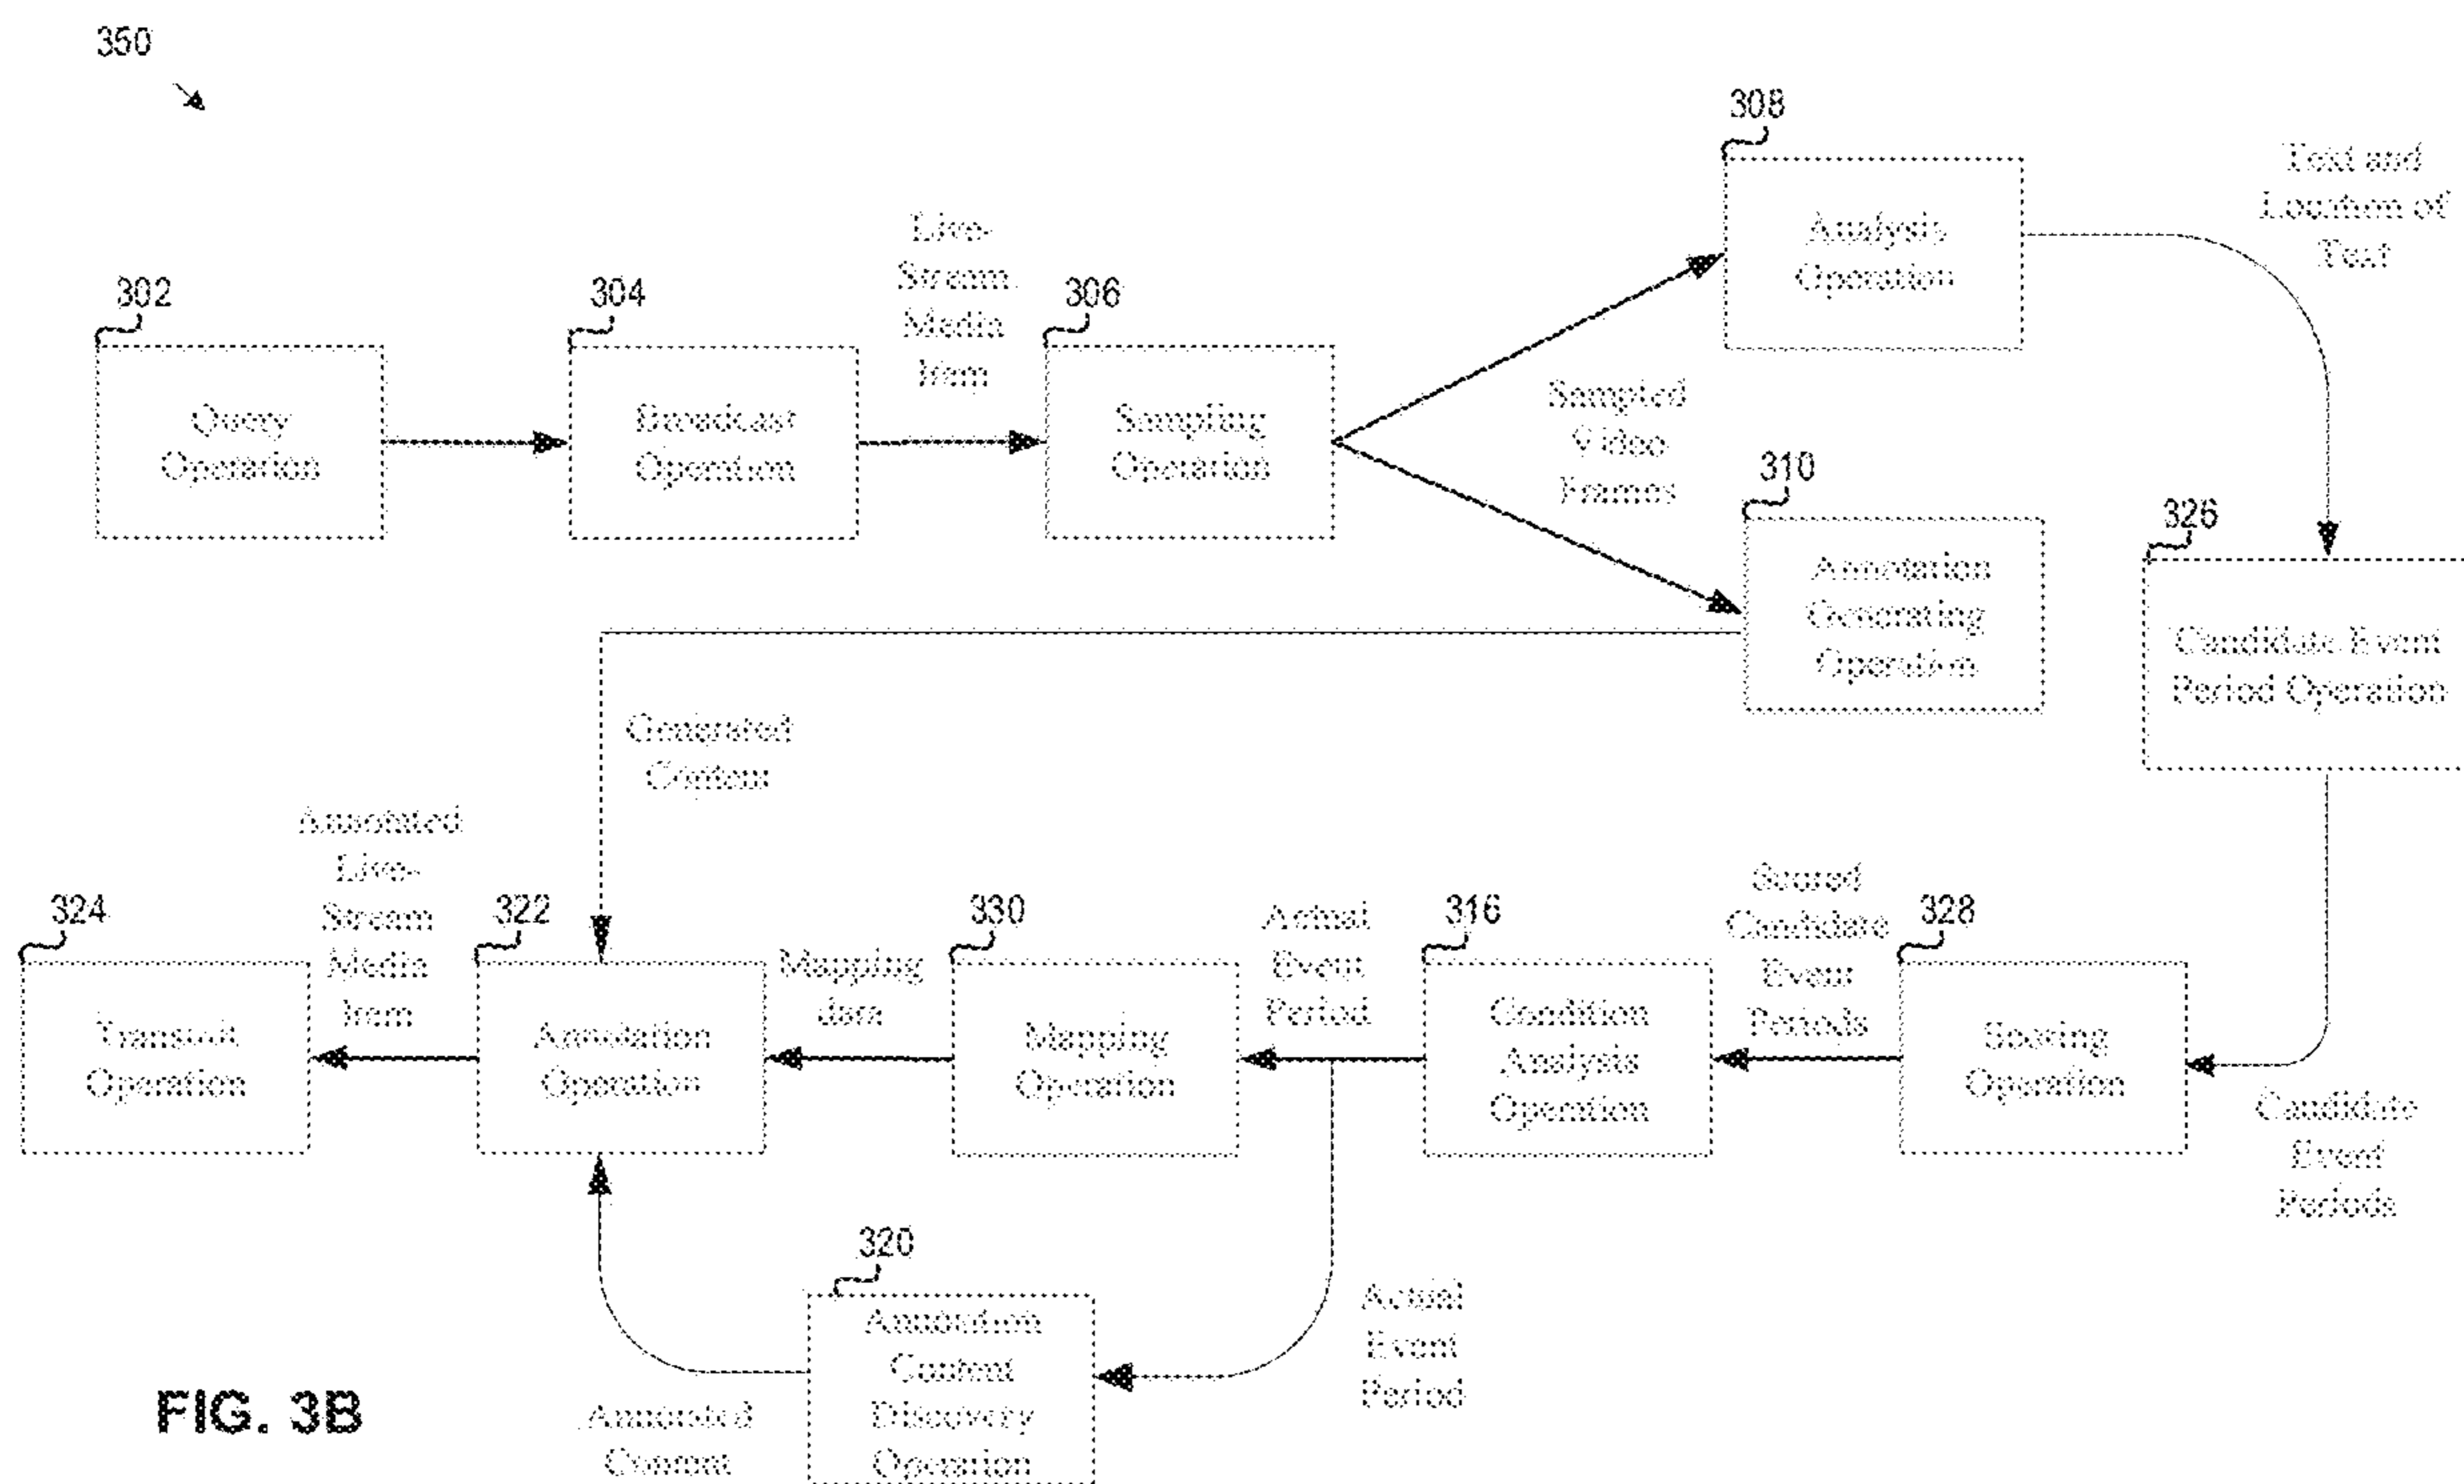 350
308
Text and
Location of
Text
Analysis
Operation
Live-
Stream
Media
Item
302
304
306
Query
Operation
Broadcast
Operation
Sampling
Operation
Sampled
Video
Frames
310
Annotation
Generating
Operation
326
Candidate Event
Period Operation
Generated
Content
Annotated
Live-
Stream
Media
Item
324
Transmit
Operation
322
Annotation
Operation
Mapping
data
330
Mapping
Operation
Actual
Event
Period
316
Condition
Analysis
Operation
Scored
Candidate
Event
Periods
328
Scoring
Operation
Candidate
Event
Periods
320
Annotation
Content
Discovery
Operation
Actual
Event
Period
Annotated
Content
FIG. 3B